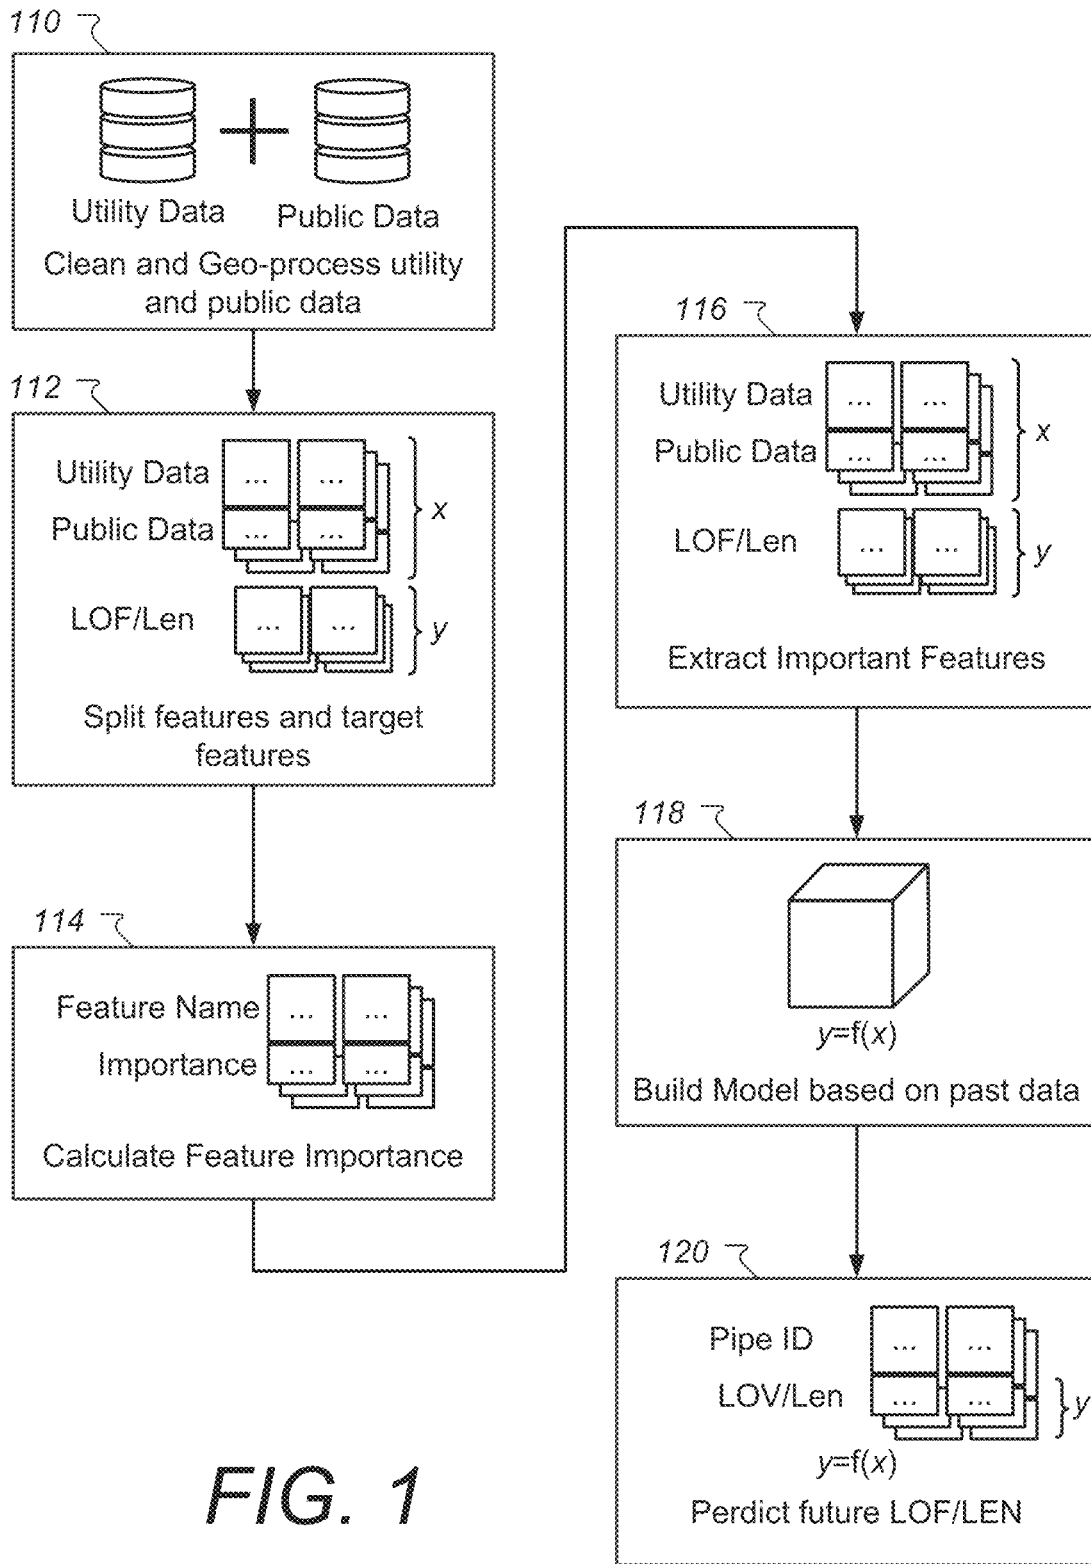 110
Utility Data
Public Data
Clean and Geo-process utility
and public data
112
Utility Data
... ...
Public Data
... ...
x
LOF/Len
... ...
y
Split features and target
features
114
Feature Name
... ...
Importance
... ...
Calculate Feature Importance
116
Utility Data
... ...
Public Data
... ...
x
LOF/Len
... ...
y
Extract Important Features
118
y=f(x)
Build Model based on past data
120
Pipe ID
... ...
LOV/Len
... ...
y
y=f(x)
Perdict future LOF/LEN
FIG. 1